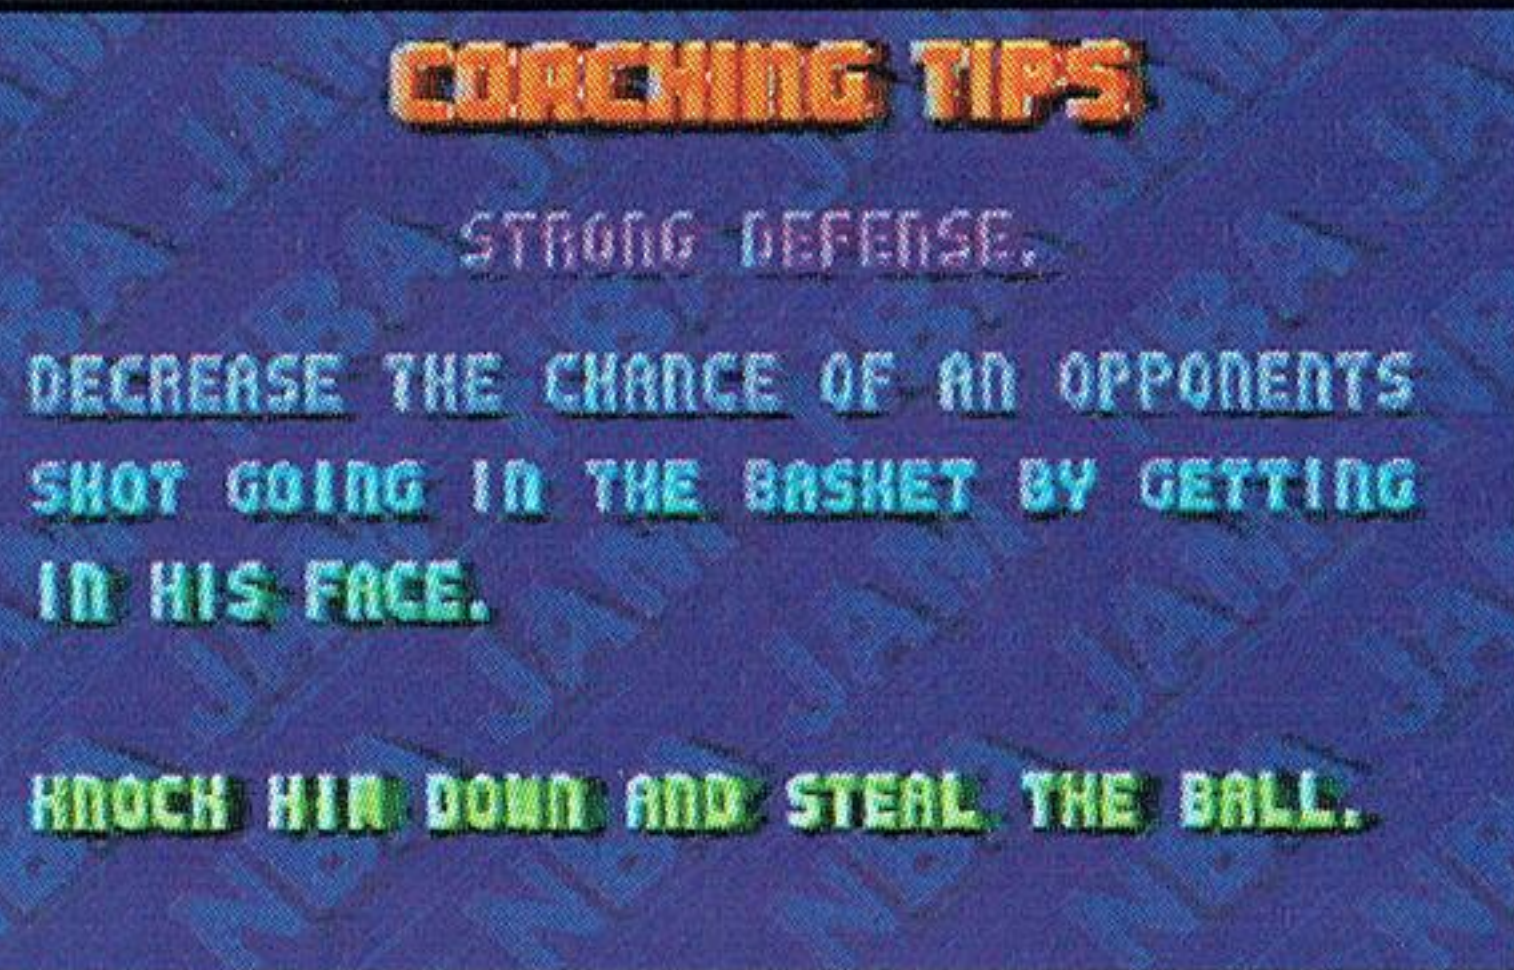 COACHING TIPS
STRONG DEFENSE.
DECREASE THE CHANCE OF AN OPPONENTS
SHOT GOING IN THE BASKET BY GETTING
IN HIS FACE.
KNOCK HIM DOWN AND STEAL THE BALL.